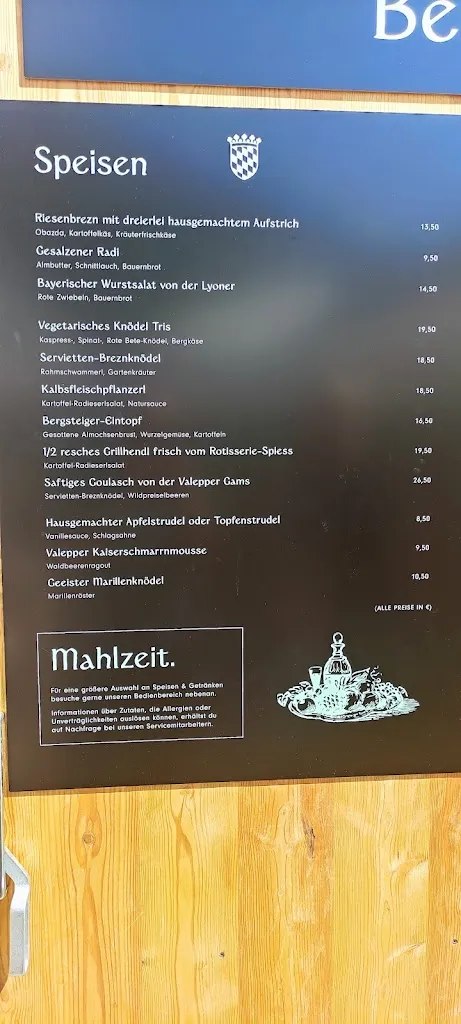 Be
Speisen
Riesenbrezn mit dreierlei hausgemachtem Aufstrich 13,50
Obazda, Kartoffelkäs, Kräuterfrischkäse
Gesalzener Radi 9,50
Almbutter, Schnittlauch, Bauernbrot
Bayerischer Wurstsalat von der Lyoner 14,50
Rote Zwiebeln, Bauernbrot
Vegetarisches Knödel Tris 19,50
Kaspress-, Spinat-, Rote Bete-Knödel, Bergkäse
Servietten-Breznknödel 18,50
Rahmschwammerl, Gartenkräuter
Kalbsfleischpflanzerl 18,50
Kartoffel-Radieserlsalat, Natursauce
Bergsteiger-Eintopf 16,50
Gesottene Almochsenbrust, Wurzelgemüse, Kartoffeln
1/2 resches Grillhendl frisch vom Rotisserie-Spiess 19,50
Kartoffel-Radieserlsalat
Saftiges Goulasch von der Valepper Gams 26,50
Servietten-Breznknödel, Wildpreiselbeeren
Hausgemachter Apfelstrudel oder Topfenstrudel 8,50
Vanillesauce, Schlagsahne
Valepper Kaiserschmarrnmousse 9,50
Waldbeerenragout
Geeister Marillenknödel 10,50
Marillenröster
(ALLE PREISE IN €)
Mahlzeit.
Für eine größere Auswahl an Speisen & Getränken
besuche gerne unseren Bedienbereich nebenan.
Informationen über Zutaten, die Allergien oder
Unverträglichkeiten auslösen können, erhältst du
auf Nachfrage bei unseren Servicemitarbeitern.